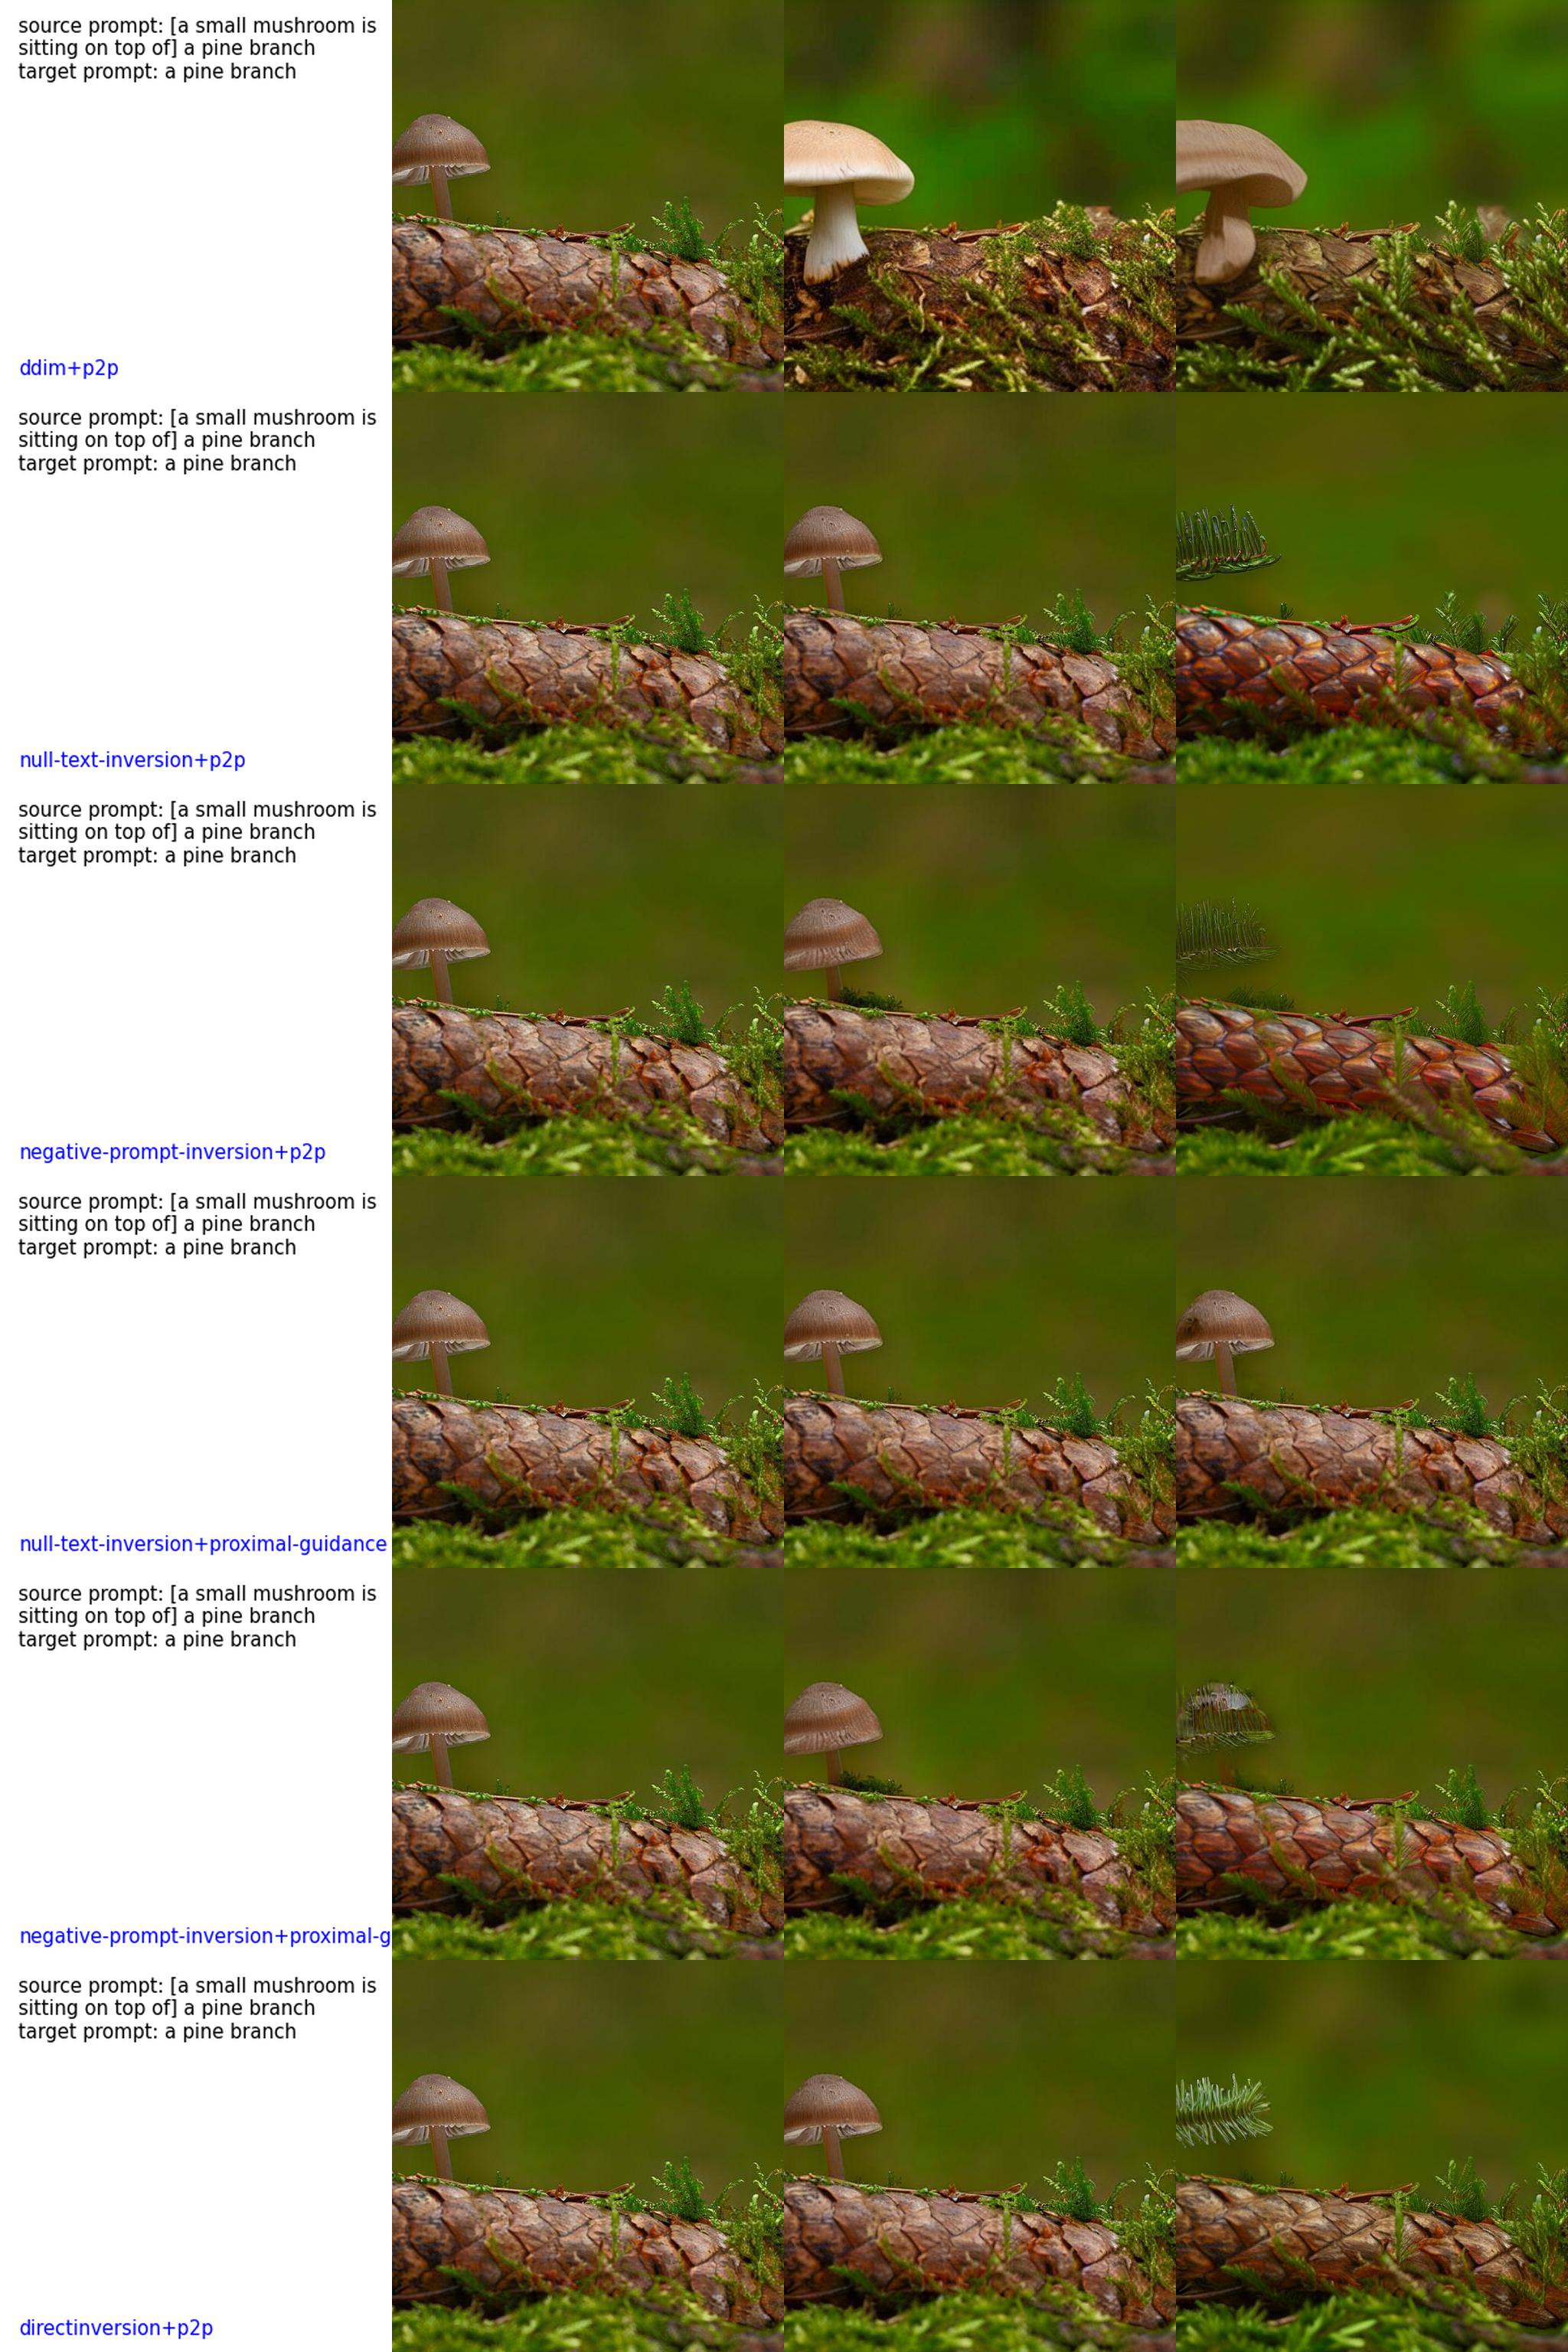 source prompt: [a small mushroom is
sitting on top of] a pine branch
target prompt: a pine branch
ddim+p2p
source prompt: [a small mushroom is
sitting on top of] a pine branch
target prompt: a pine branch
null-text-inversion+p2p
source prompt: [a small mushroom is
sitting on top of] a pine branch
target prompt: a pine branch
negative-prompt-inversion+p2p
source prompt: [a small mushroom is
sitting on top of] a pine branch
target prompt: a pine branch
null-text-inversion+proximal-guidance
source prompt: [a small mushroom is
sitting on top of] a pine branch
target prompt: a pine branch
negative-prompt-inversion+proximal-g
source prompt: [a small mushroom is
sitting on top of] a pine branch
target prompt: a pine branch
directinversion+p2p